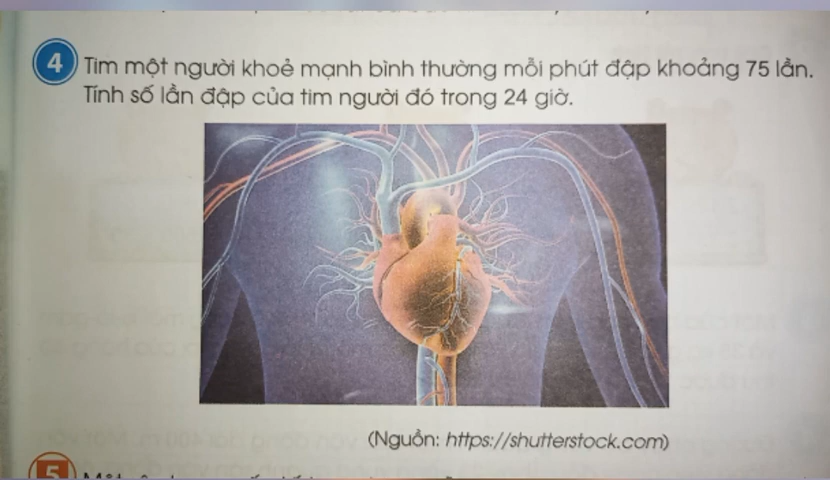 4 Tim một người khoẻ mạnh bình thường mỗi phút đập khoảng 75 lần.
Tính số lần đập của tim người đó trong 24 giờ.
(Nguồn: https://shutterstock.com)
5